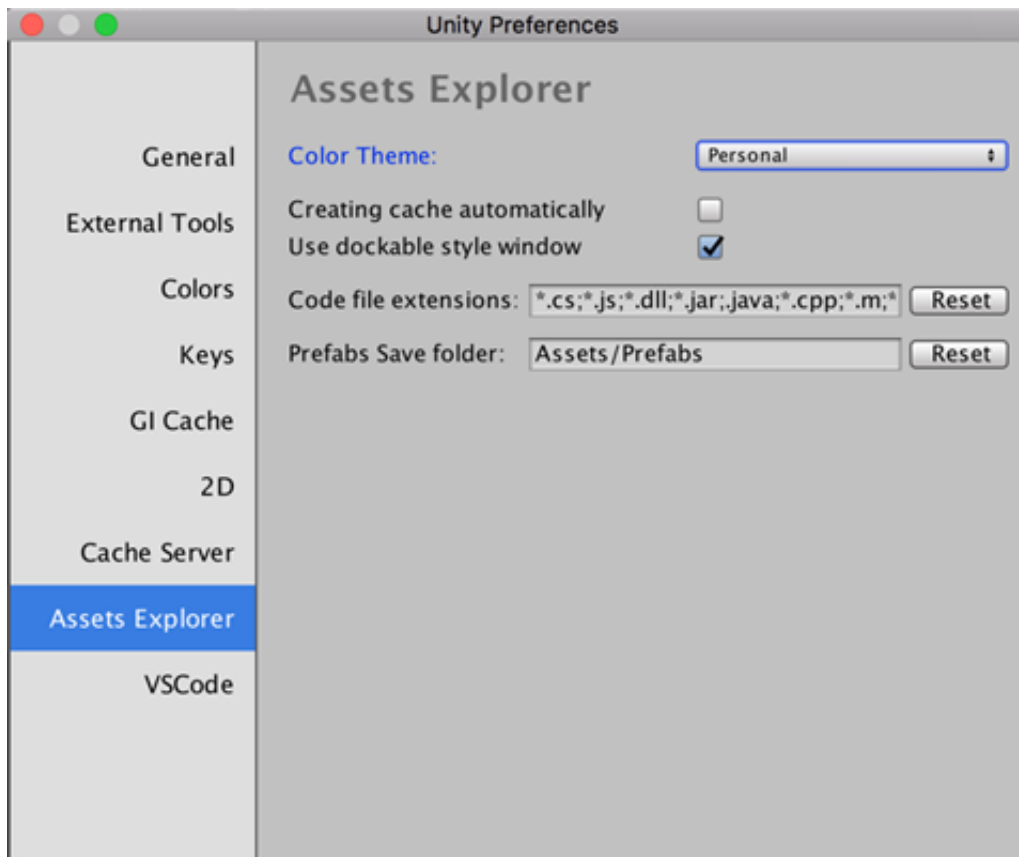 Unity Preferences
General
External Tools
Colors
Keys
GI Cache
2D
Cache Server
Assets Explorer
VSCode
Assets Explorer
Color Theme: Personal
Creating cache automatically
Use dockable style window
Code file extensions: *.cs;*.js;*.dll;*.jar;.java;*.cpp;*.m;* Reset
Prefabs Save folder: Assets/Prefabs Reset